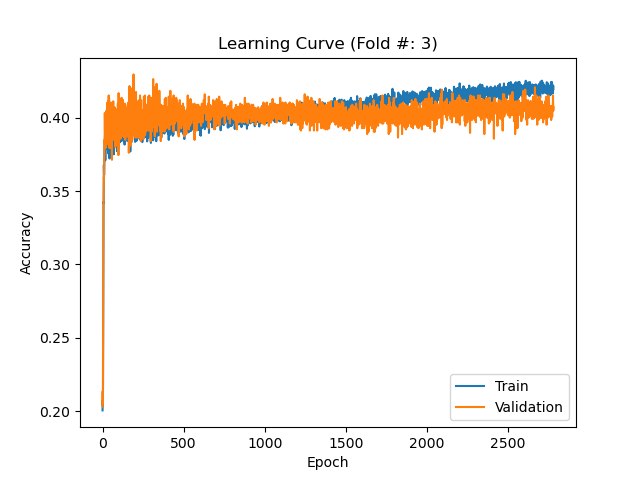 Learning Curve (Fold #: 3)
Accuracy
0.40
0.35
0.30
0.25
0.20
Train
Validation
0 500 1000 1500 2000 2500
Epoch